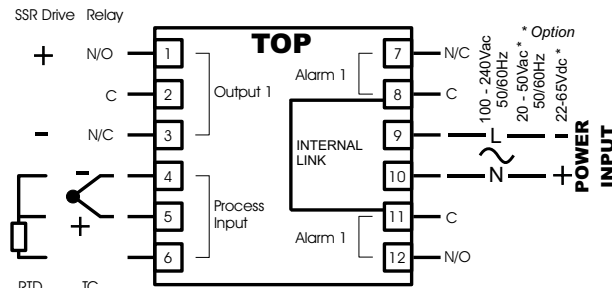 SSR Drive Relay
* Option
+ N/O 1 TOP 7 N/C
Alarm 1
C 2 Output 1 8 C
100 - 240Vac
50/60Hz
20 - 50Vac *
50/60Hz
22-65Vdc *
- N/C 3 INTERNAL LINK 9 L -
- 4 10 N +
POWER INPUT
Process
Input
+ 5 11 C
Alarm 1
6 12 N/O
RTD TC